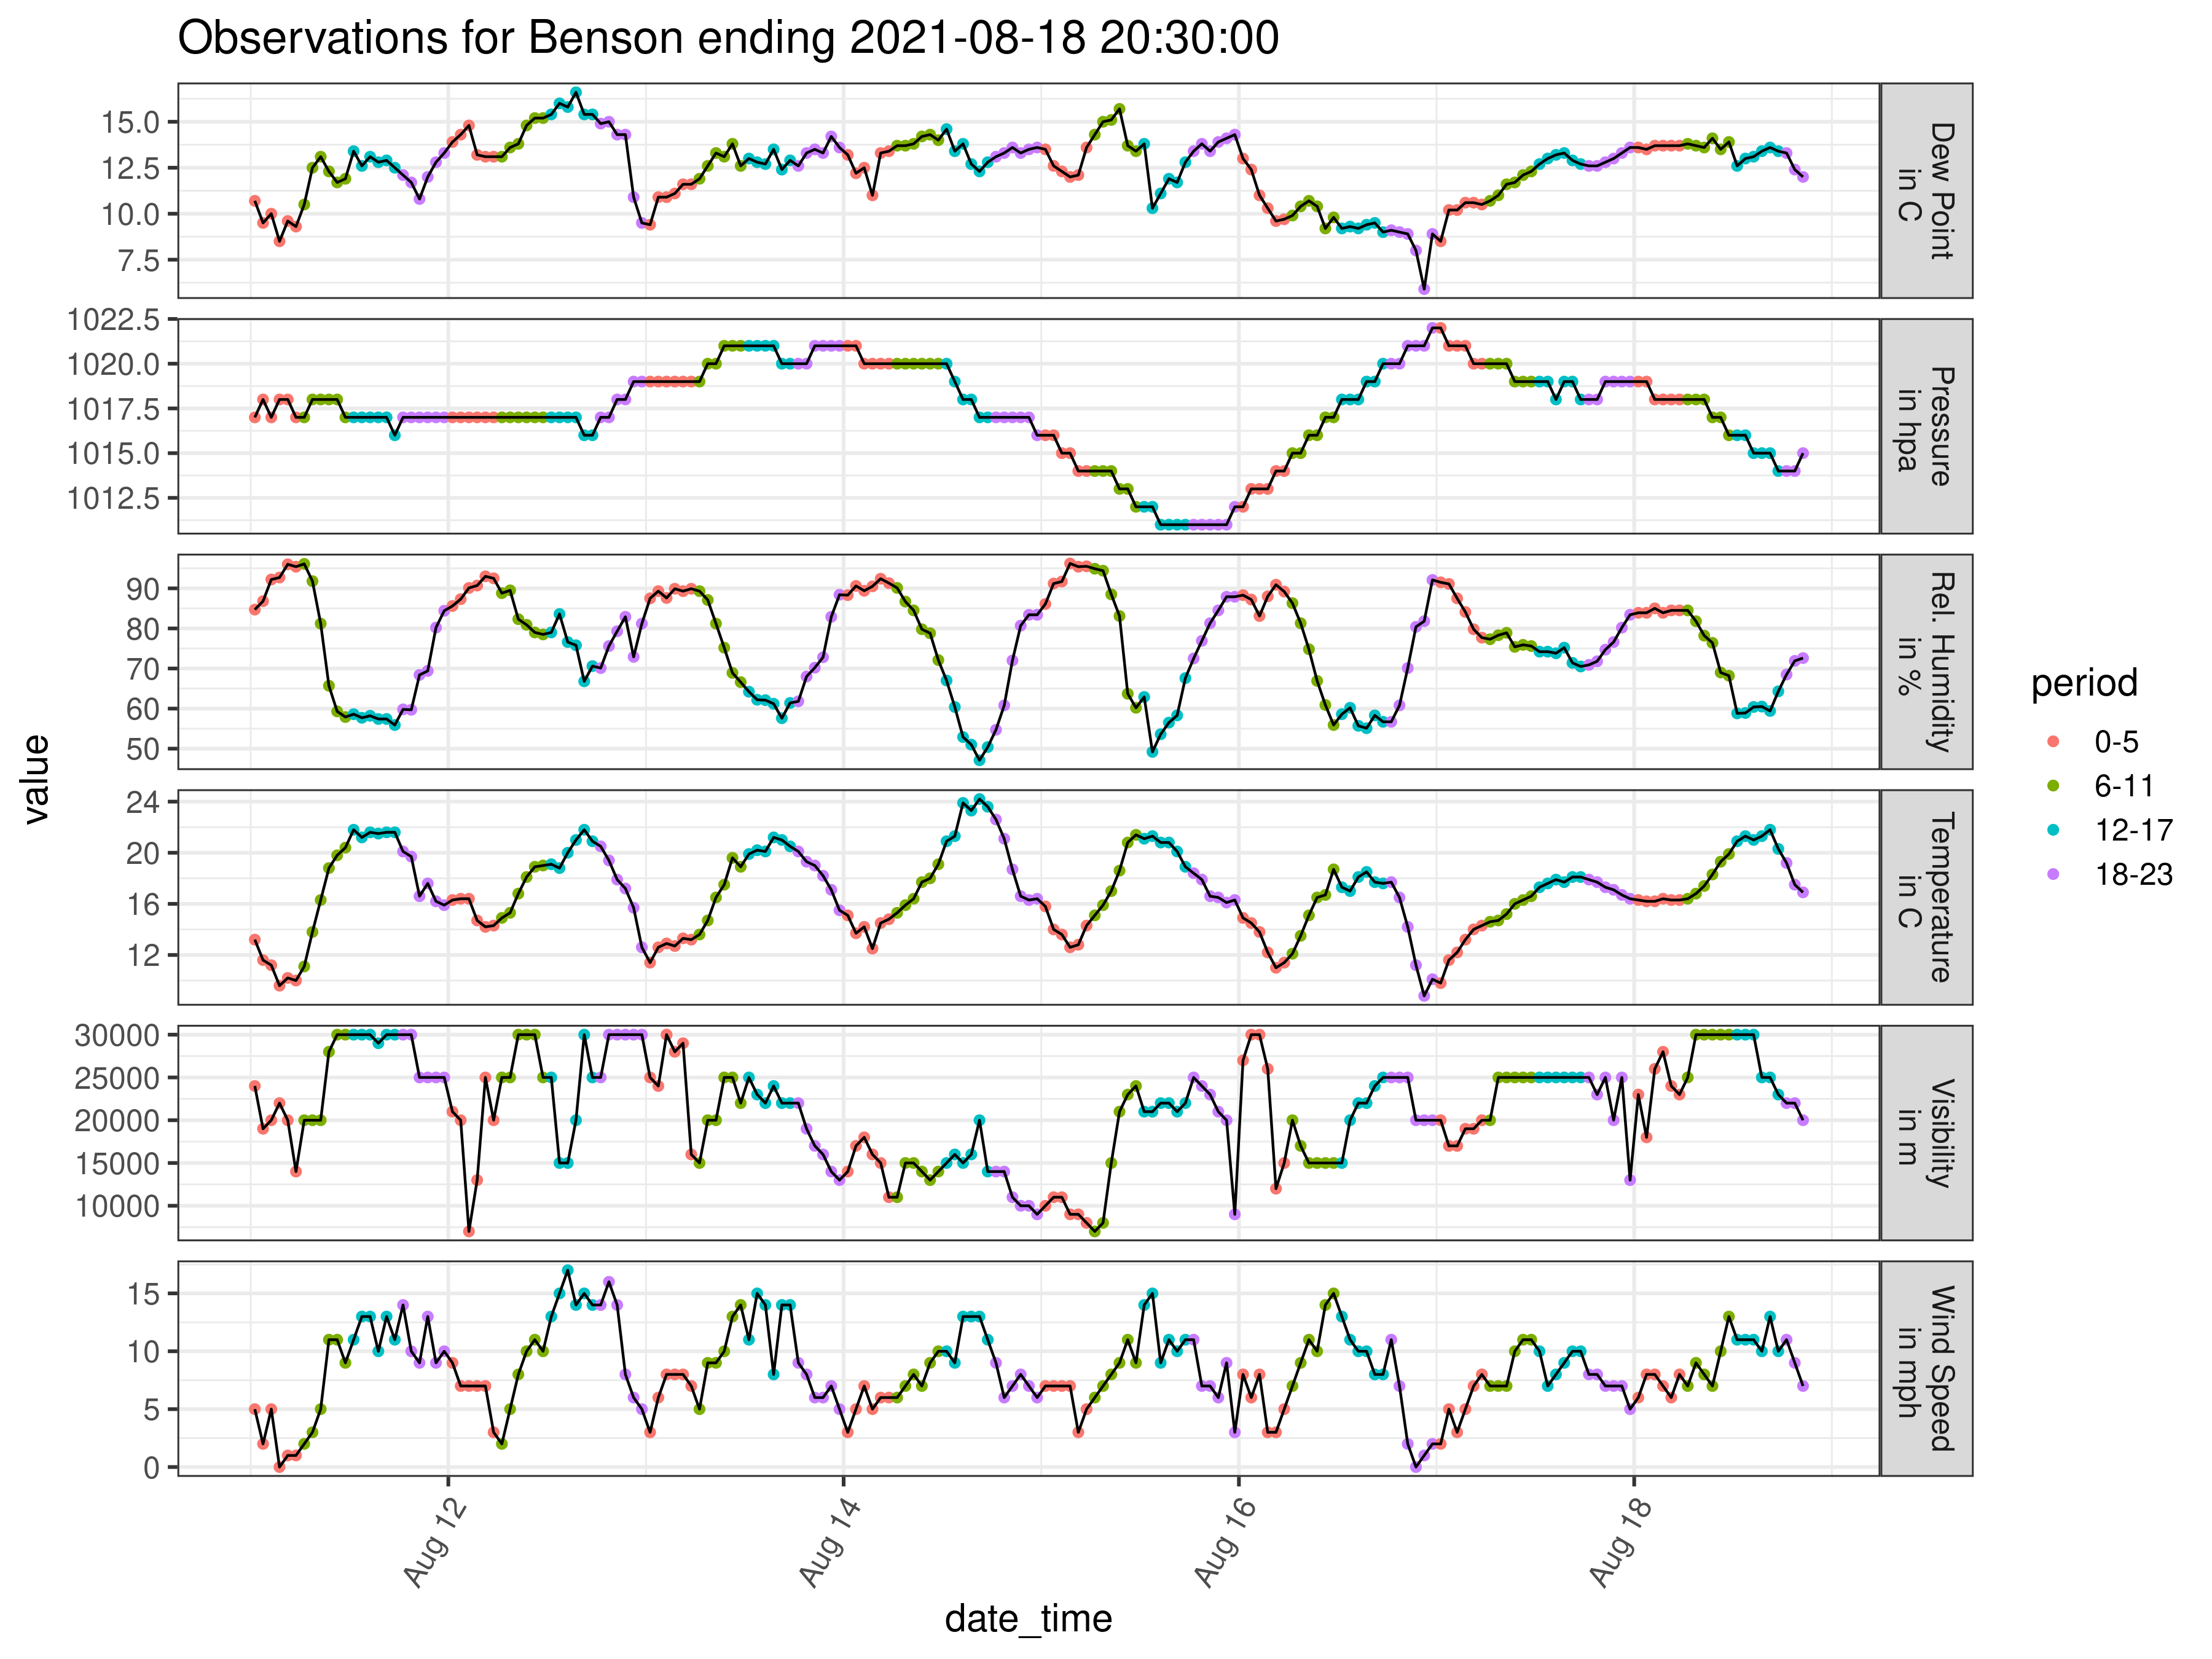 Observations for Benson ending 2021-08-18 20:30:00
value
15.0
12.5
10.0
7.5
Dew Point
in C
1022.5
1020.0
1017.5
1015.0
1012.5
Pressure
in hpa
90
80
70
60
50
Rel. Humidity
in %
24
20
16
12
Temperature
in C
30000
25000
20000
15000
10000
Visibility
in m
15
10
5
0
Wind Speed
in mph
Aug 12
Aug 14
Aug 16
Aug 18
date_time
period
0-5
6-11
12-17
18-23